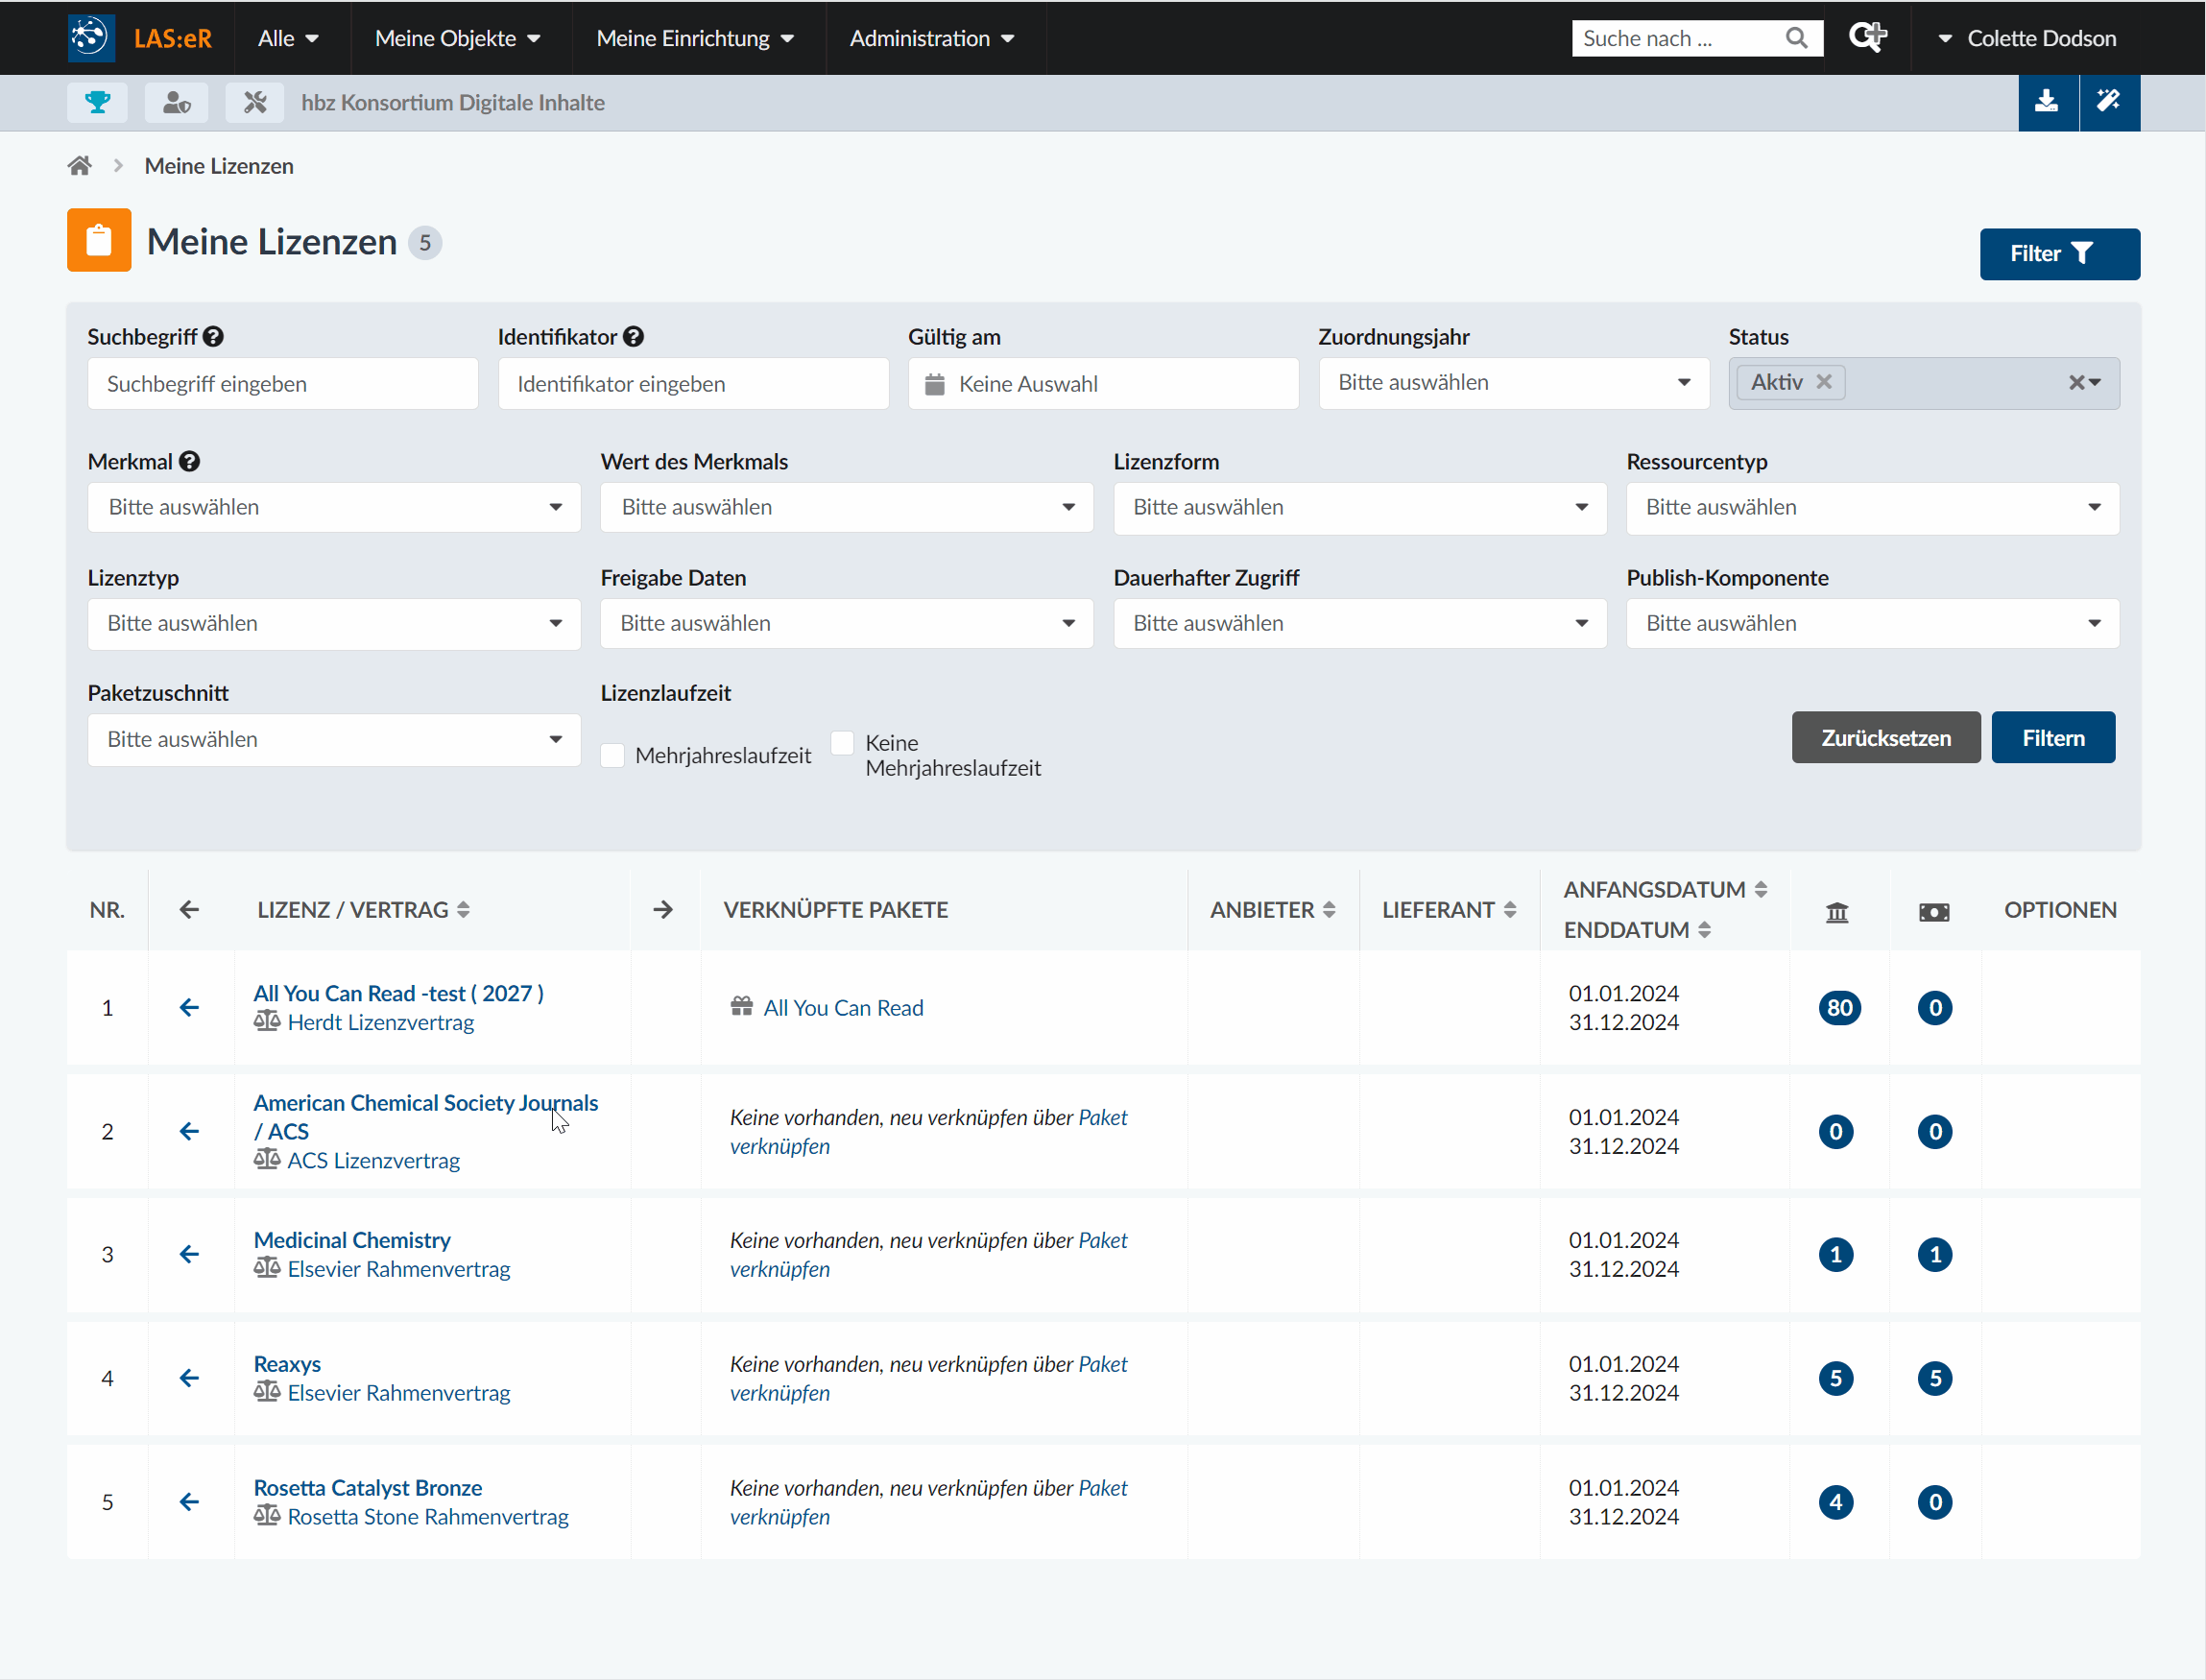 LAS:eR Alle Meine Objekte Meine Einrichtung Administration Suche nach ... Colette Dodson
hbz Konsortium Digitale Inhalte
Meine Lizenzen
Meine Lizenzen 5
Filter
Suchbegriff Identifikator Gültig am Zuordnungsjahr Status
Suchbegriff eingeben Identifikator eingeben Keine Auswahl Bitte auswählen Aktiv
Merkmal Wert des Merkmals Lizenzform Ressourcentyp
Bitte auswählen Bitte auswählen Bitte auswählen Bitte auswählen
Lizenztyp Freigabe Daten Dauerhafter Zugriff Publish-Komponente
Bitte auswählen Bitte auswählen Bitte auswählen Bitte auswählen
Paketzuschnitt Lizenzlaufzeit
Bitte auswählen Mehrjahreslaufzeit Keine
Mehrjahreslaufzeit
Zurücksetzen Filtern
NR. LIZENZ / VERTRAG VERKNÜPFTE PAKETE ANBIETER LIEFERANT ANFANGSDATUM
ENDDATUM
OPTIONEN
1 All You Can Read -test ( 2027 )
Herdt Lizenzvertrag
All You Can Read
01.01.2024
31.12.2024
80 0
2 American Chemical Society Journals
/ ACS
ACS Lizenzvertrag
Keine vorhanden, neu verknüpfen über Paket
verknüpfen
01.01.2024
31.12.2024
0 0
3 Medicinal Chemistry
Elsevier Rahmenvertrag
Keine vorhanden, neu verknüpfen über Paket
verknüpfen
01.01.2024
31.12.2024
1 1
4 Reaxys
Elsevier Rahmenvertrag
Keine vorhanden, neu verknüpfen über Paket
verknüpfen
01.01.2024
31.12.2024
5 5
5 Rosetta Catalyst Bronze
Rosetta Stone Rahmenvertrag
Keine vorhanden, neu verknüpfen über Paket
verknüpfen
01.01.2024
31.12.2024
4 0